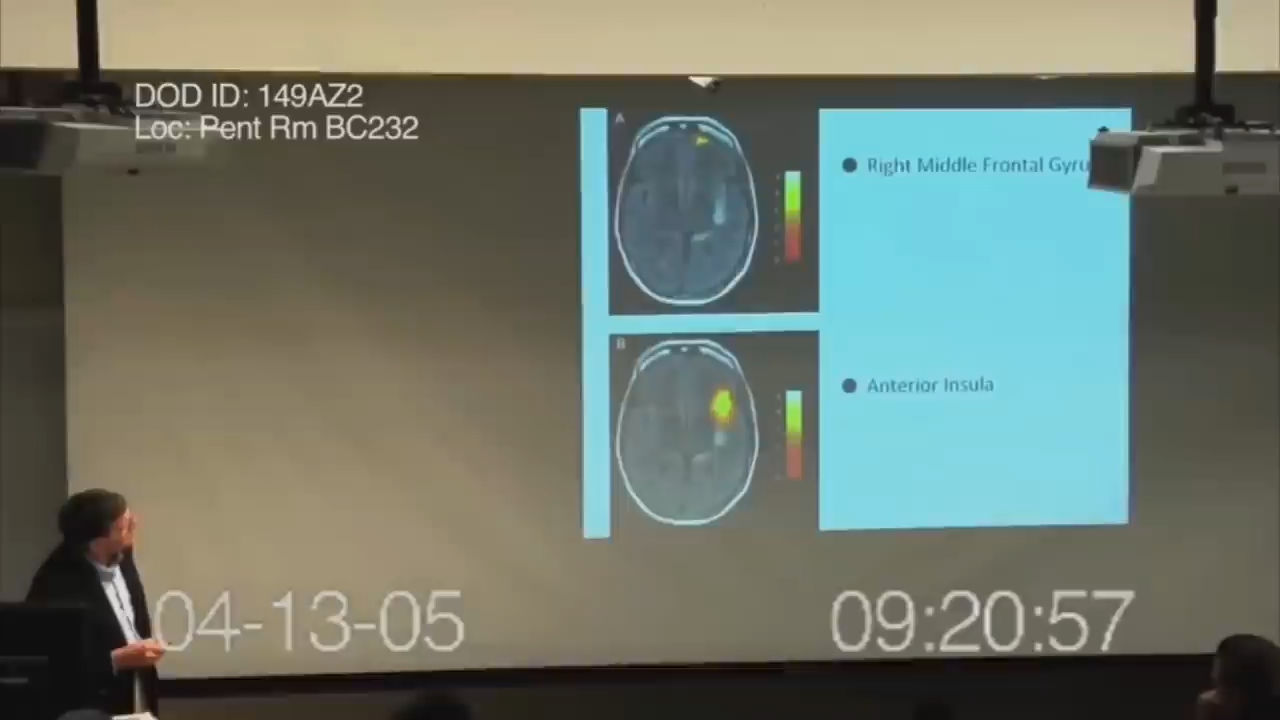 DOD ID: 149AZ2
Loc: Pent Rm BC232
A
Right Middle Frontal Gyru
B
Anterior Insula
04-13-05
09:20:57